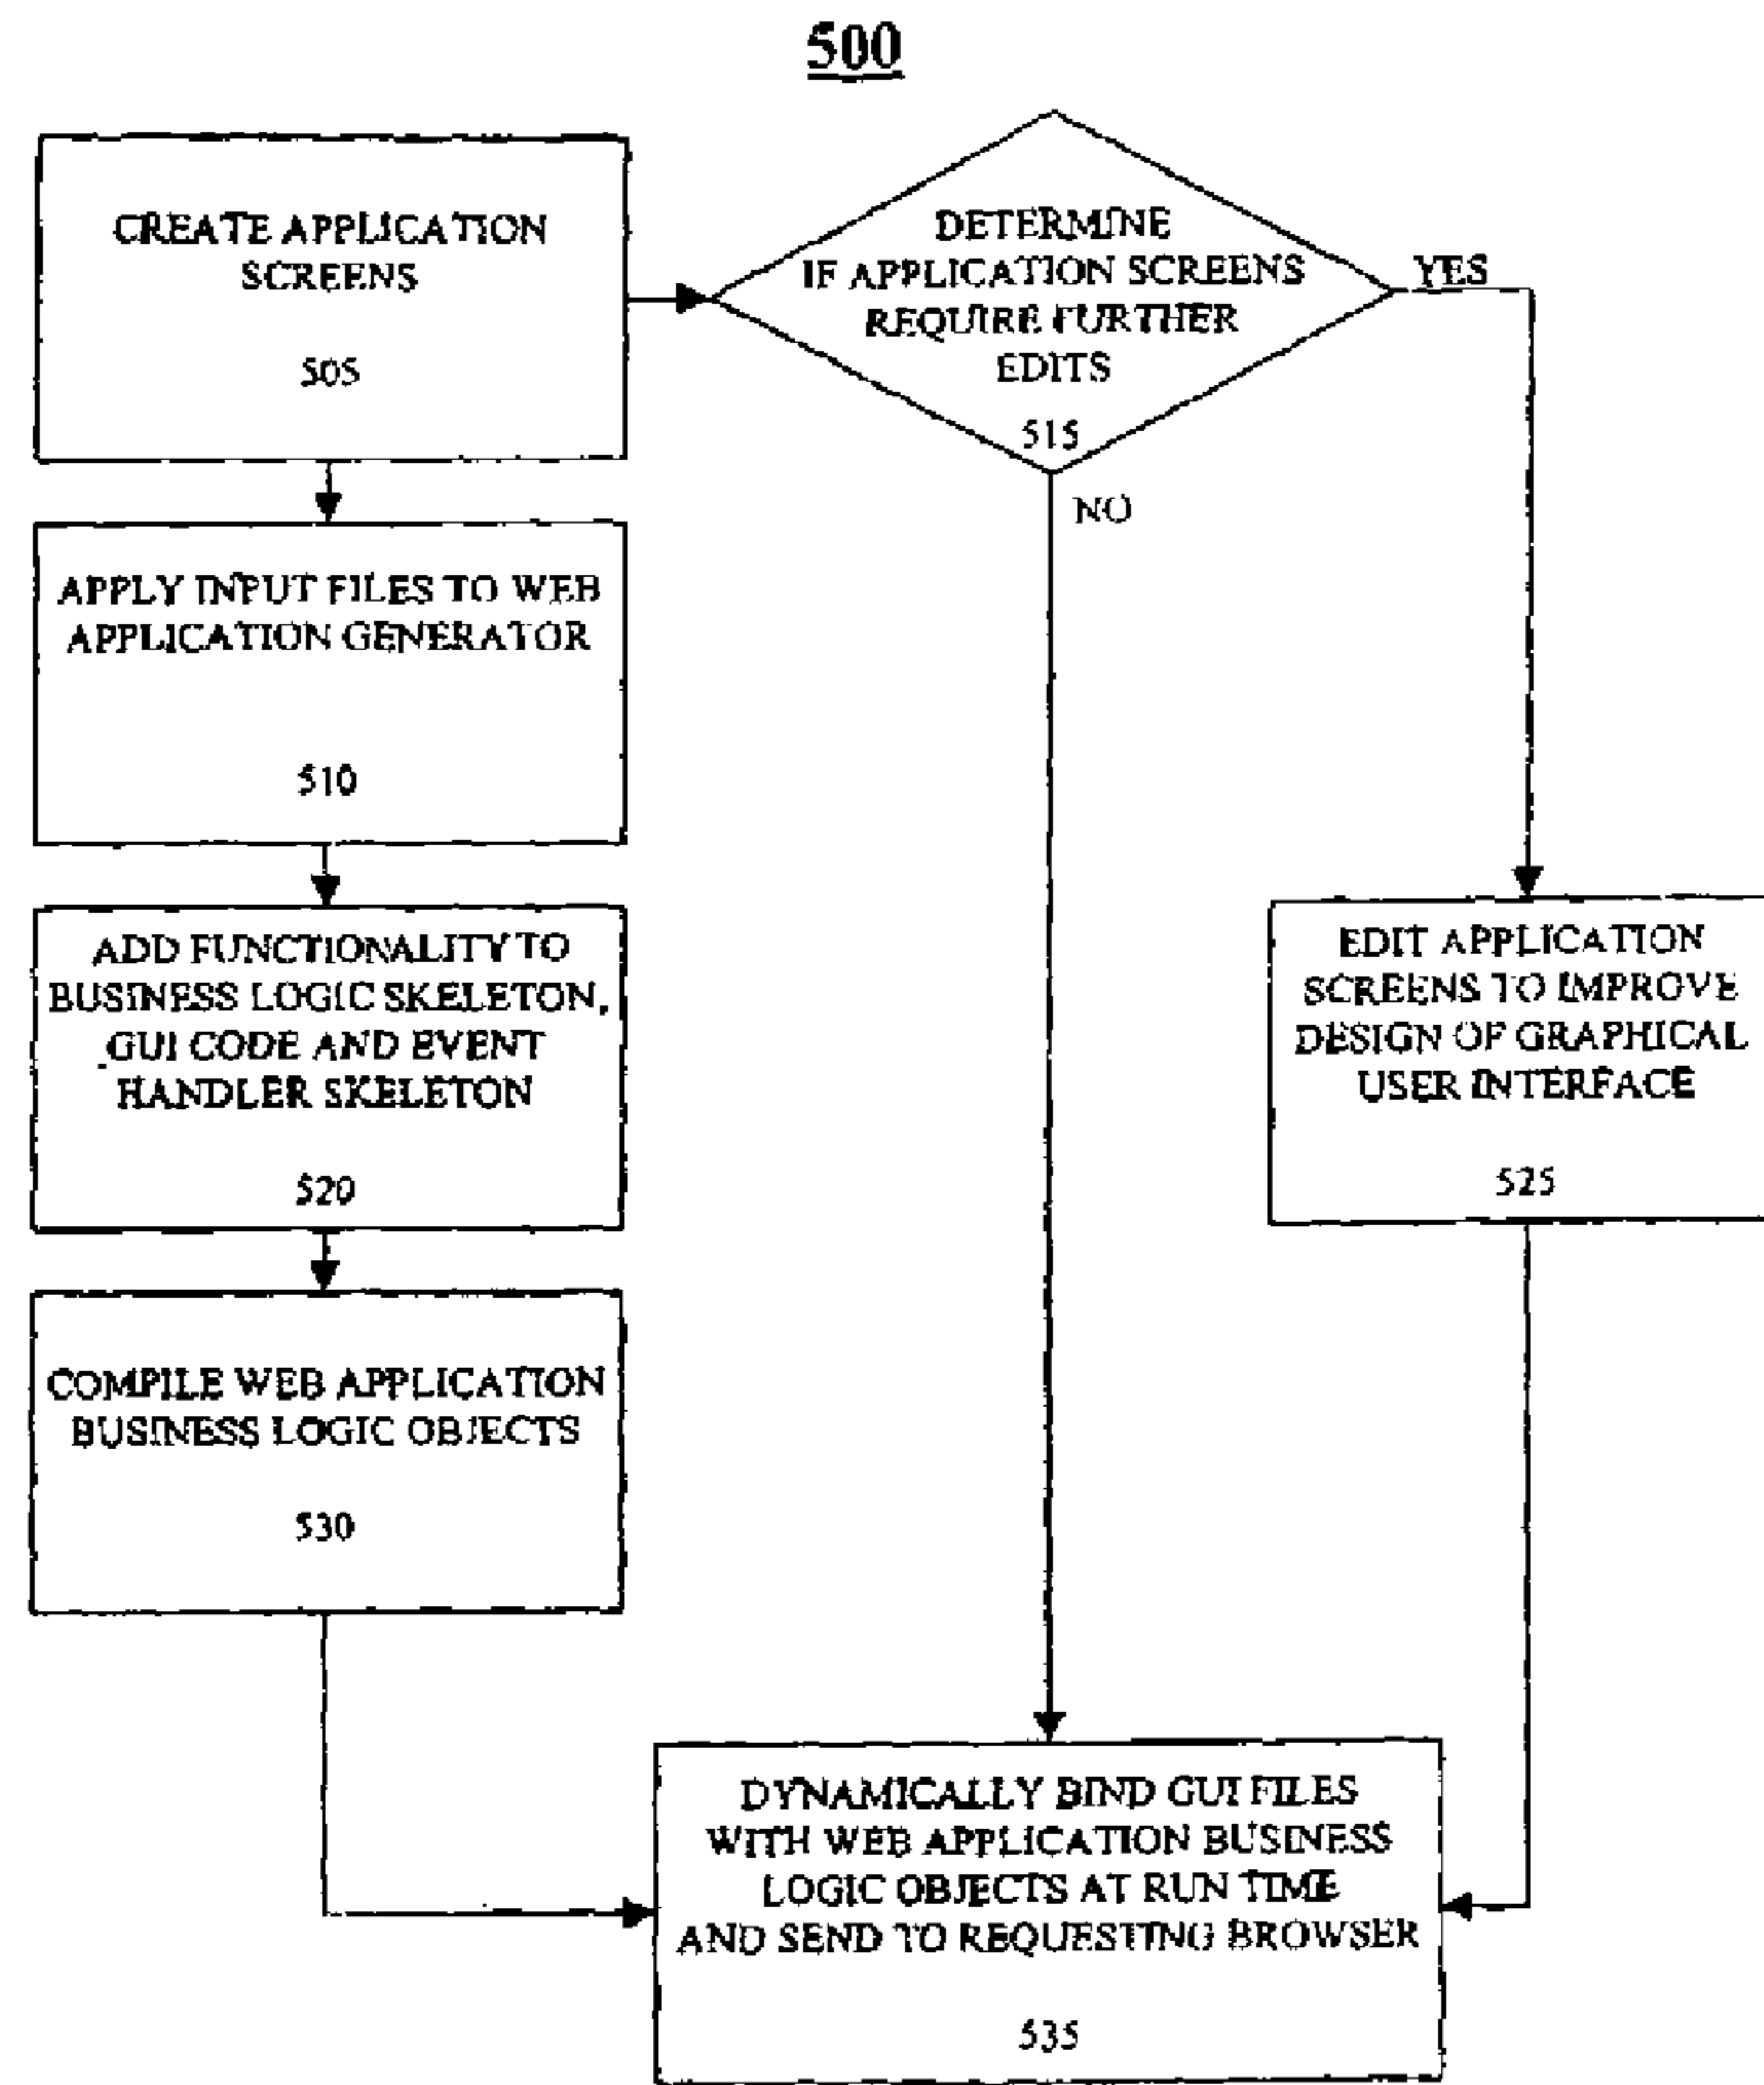 500
CREATE APPLICATION
SCREENS
505
DETERMINE
IF APPLICATION SCREENS
REQUIRE FURTHER
EDITS
515
YES
NO
APPLY INPUT FILES TO WEB
APPLICATION GENERATOR
510
ADD FUNCTIONALITY TO
BUSINESS LOGIC SKELETON,
GUI CODE AND EVENT
HANDLER SKELETON
520
EDIT APPLICATION
SCREENS TO IMPROVE
DESIGN OF GRAPHICAL
USER INTERFACE
525
COMPILE WEB APPLICATION
BUSINESS LOGIC OBJECTS
530
DYNAMICALLY BIND GUI FILES
WITH WEB APPLICATION BUSINESS
LOGIC OBJECTS AT RUN TIME
AND SEND TO REQUESTING BROWSER
535